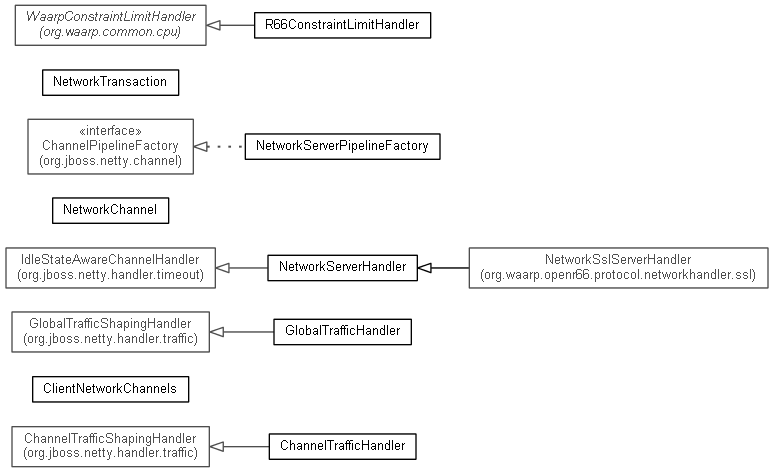 WaarpConstraintLimitHandler
(org.waarp.common.cpu)
R66ConstraintLimitHandler
NetworkTransaction
«interface»
ChannelPipelineFactory
(org.jboss.netty.channel)
NetworkServerPipelineFactory
NetworkChannel
IdleStateAwareChannelHandler
(org.jboss.netty.handler.timeout)
NetworkServerHandler
NetworkSslServerHandler
(org.waarp.openr66.protocol.networkhandler.ssl)
GlobalTrafficShapingHandler
(org.jboss.netty.handler.traffic)
GlobalTrafficHandler
ClientNetworkChannels
ChannelTrafficShapingHandler
(org.jboss.netty.handler.traffic)
ChannelTrafficHandler